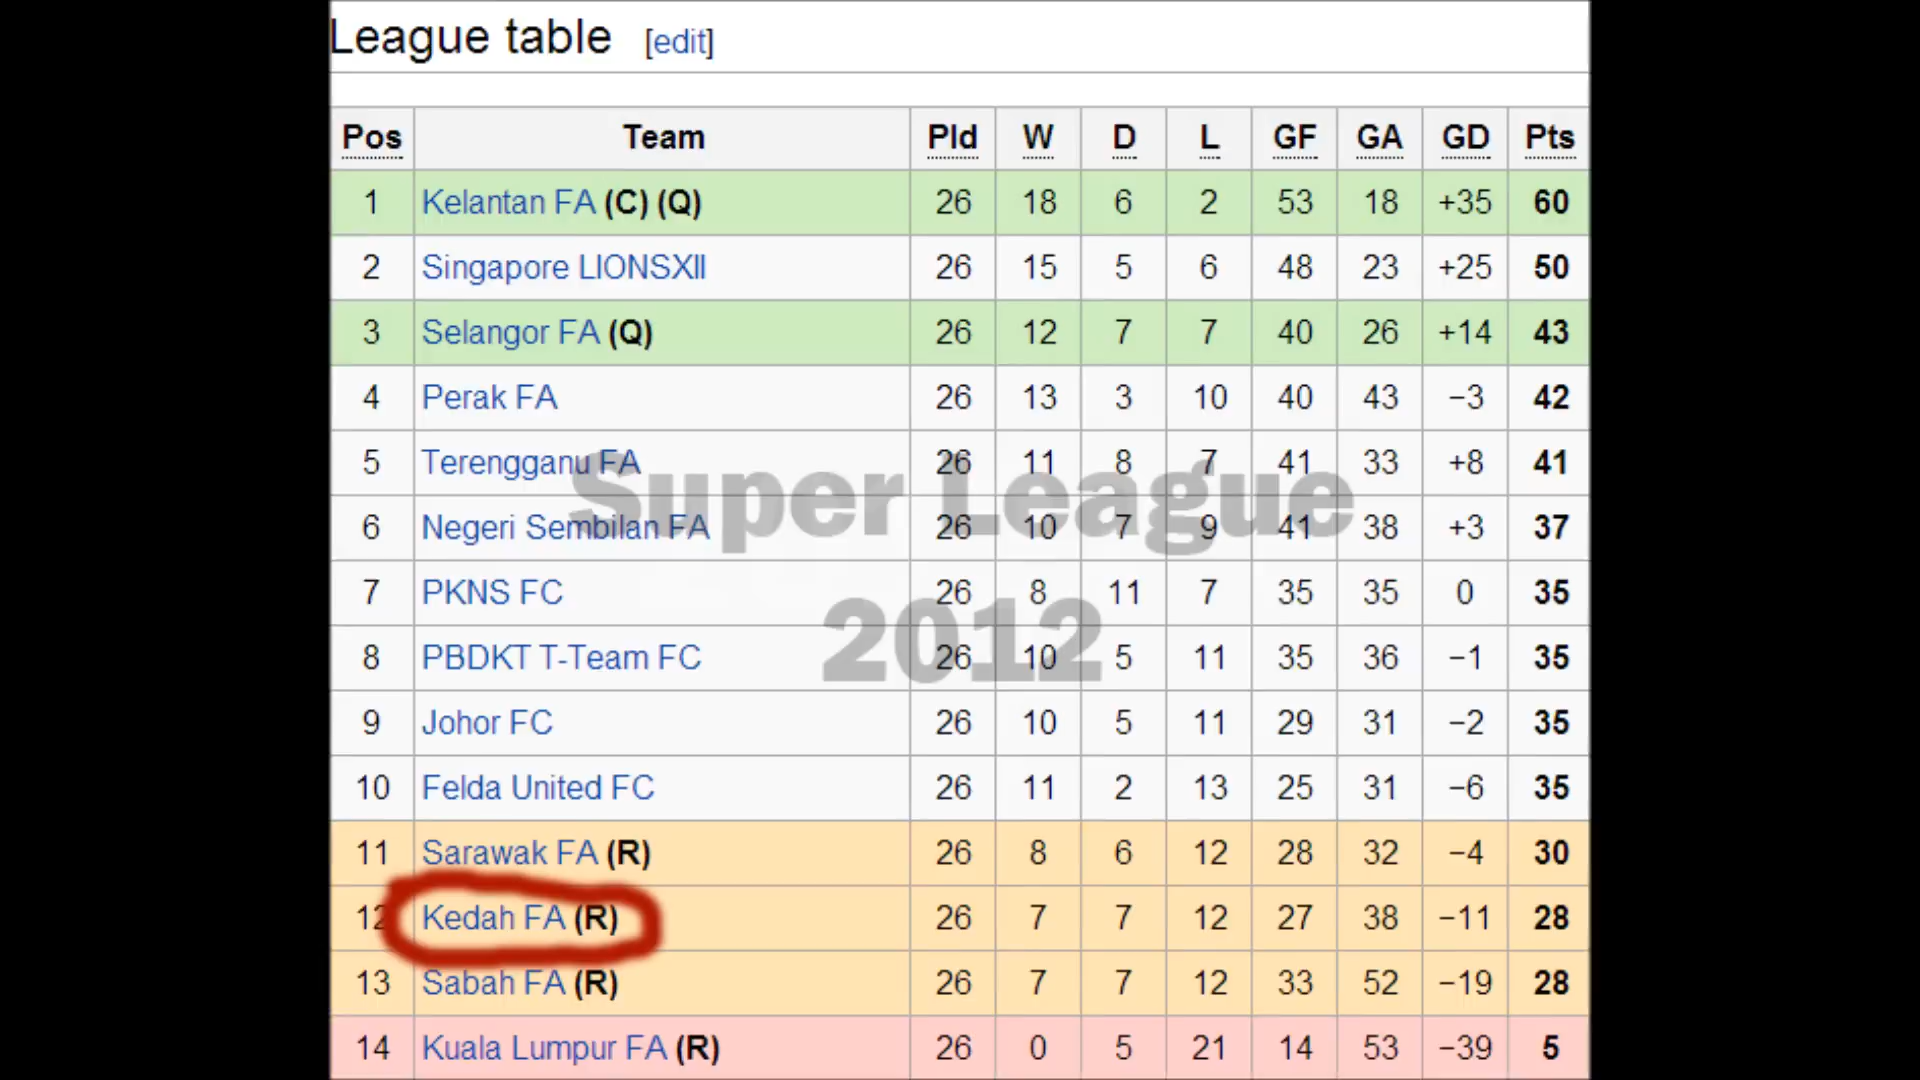 League table [edit]
Pos Team Pld W D L GF GA GD Pts
1 Kelantan FA (C) (Q) 26 18 6 2 53 18 +35 60
2 Singapore LIONSXII 26 15 5 6 48 23 +25 50
3 Selangor FA (Q) 26 12 7 7 40 26 +14 43
4 Perak FA 26 13 3 10 40 43 −3 42
5 Terengganu FA 26 11 8 7 41 33 +8 41
Super League
6 Negeri Sembilan FA 26 10 7 9 41 38 +3 37
7 PKNS FC 26 8 11 7 35 35 0 35
2012
8 PBDKT T-Team FC 26 10 5 11 35 36 −1 35
9 Johor FC 26 10 5 11 29 31 −2 35
10 Felda United FC 26 11 2 13 25 31 −6 35
11 Sarawak FA (R) 26 8 6 12 28 32 −4 30
12 Kedah FA (R) 26 7 7 12 27 38 −11 28
13 Sabah FA (R) 26 7 7 12 33 52 −19 28
14 Kuala Lumpur FA (R) 26 0 5 21 14 53 −39 5